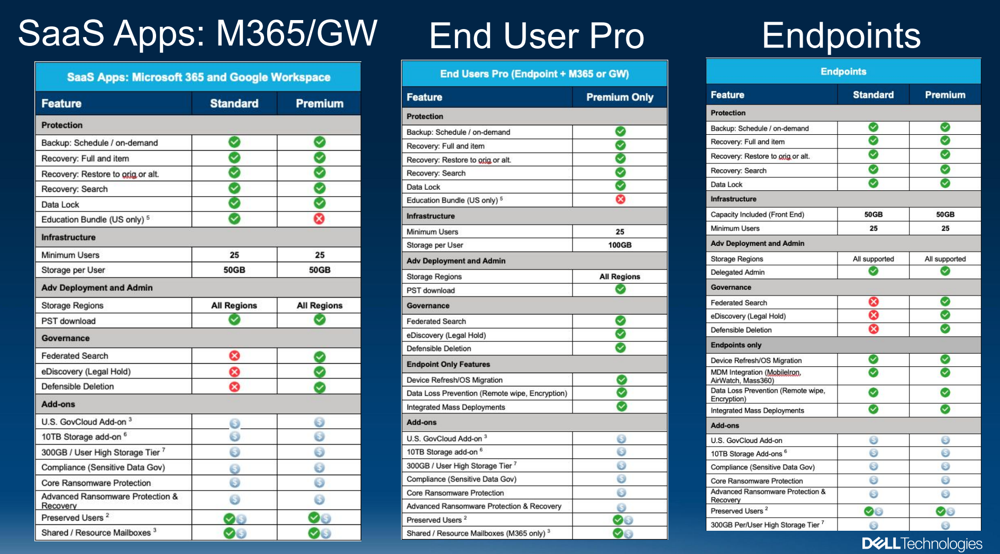 SaaS Apps: M365/GW
SaaS Apps: Microsoft 365 and Google Workspace
Feature Standard Premium
Protection
Backup: Schedule / on-demand
Recovery: Full and item
Recovery: Restore to orig or alt.
Recovery: Search
Data Lock
Education Bundle (US only) 5
Infrastructure
Minimum Users 25 25
Storage per User 50GB 50GB
Adv Deployment and Admin
Storage Regions All Regions All Regions
PST download
Governance
Federated Search
eDiscovery (Legal Hold)
Defensible Deletion
Add-ons
U.S. GovCloud Add-on 3 $ $
10TB Storage add-on 6 $ $
300GB / User High Storage Tier 7 $ $
Compliance (Sensitive Data Gov) $ $
Core Ransomware Protection $ $
Advanced Ransomware Protection &
Recovery $ $
Preserved Users 2 $ $
Shared / Resource Mailboxes 3 $ $
End User Pro
End Users Pro (Endpoint + M365 or GW)
Feature Premium Only
Protection
Backup: Schedule / on-demand
Recovery: Full and item
Recovery: Restore to orig or alt.
Recovery: Search
Data Lock
Education Bundle (US only) 5
Infrastructure
Minimum Users 25
Storage per User 100GB
Adv Deployment and Admin
Storage Regions All Regions
PST download
Governance
Federated Search
eDiscovery (Legal Hold)
Defensible Deletion
Endpoint Only Features
Device Refresh/OS Migration
Data Loss Prevention (Remote wipe, Encryption)
Integrated Mass Deployments
Add-ons
U.S. GovCloud Add-on 3 $
10TB Storage add-on 6 $
300GB / User High Storage Tier 7 $
Compliance (Sensitive Data Gov) $
Core Ransomware Protection $
Advanced Ransomware Protection & Recovery $
Preserved Users 2 $
Shared / Resource Mailboxes (M365 only) 3 $
Endpoints
Endpoints
Feature Standard Premium
Protection
Backup: Schedule / on-demand
Recovery: Full and item
Recovery: Restore to orig or alt.
Recovery: Search
Data Lock
Infrastructure
Capacity Included (Front End) 50GB 50GB
Minimum Users 25 25
Adv Deployment and Admin
Storage Regions All supported All supported
Delegated Admin
Governance
Federated Search
eDiscovery (Legal Hold)
Defensible Deletion
Endpoints only
Device Refresh/OS Migration
MDM Integration (MobileIron,
AirWatch, Mass360)
Data Loss Prevention (Remote wipe,
Encryption)
Integrated Mass Deployments
Add-ons
U.S. GovCloud Add-on $ $
10TB Storage Add-ons 6 $ $
Compliance (Sensitive Data Gov) $ $
Core Ransomware Protection $ $
Advanced Ransomware Protection &
Recovery $ $
Preserved Users 2 $ $
300GB Per/User High Storage Tier 7 $ $
DELLTechnologies